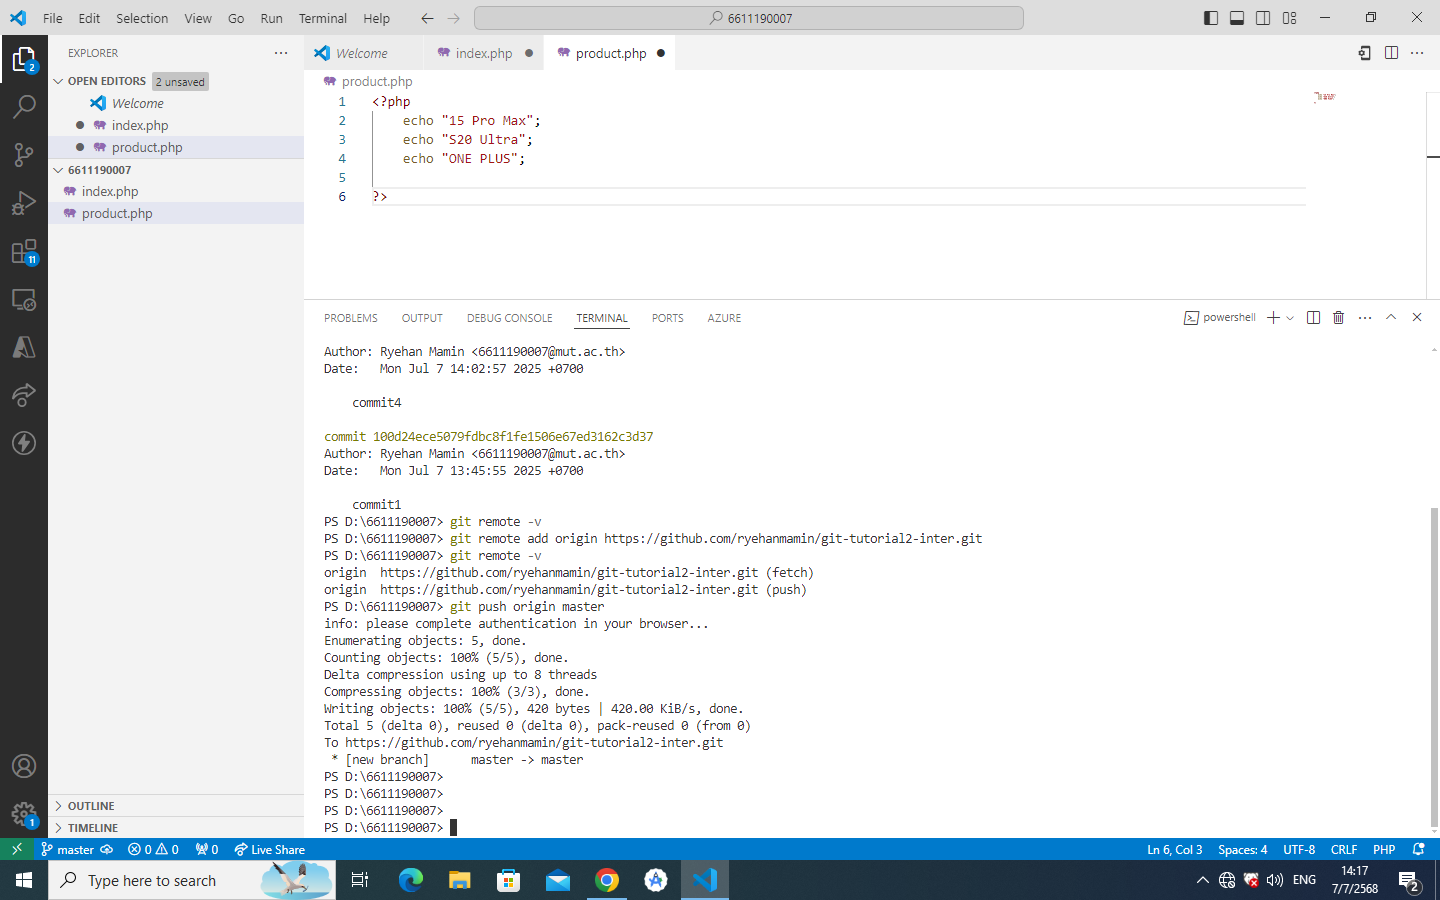 File Edit Selection View Go Run Terminal Help
6611190007
EXPLORER
OPEN EDITORS 2 unsaved
Welcome
index.php
product.php
6611190007
index.php
product.php
OUTLINE
TIMELINE
2
11
1
Welcome index.php product.php
product.php
1 <?php
2 echo "15 Pro Max";
3 echo "S20 Ultra";
4 echo "ONE PLUS";
5
6 ?>
PROBLEMS OUTPUT DEBUG CONSOLE TERMINAL PORTS AZURE
powershell
Author: Ryehan Mamin <6611190007@mut.ac.th>
Date:   Mon Jul 7 14:02:57 2025 +0700
commit4
commit 100d24ece5079fdbc8f1fe1506e67ed3162c3d37
Author: Ryehan Mamin <6611190007@mut.ac.th>
Date:   Mon Jul 7 13:45:55 2025 +0700
commit1
PS D:\6611190007> git remote -v
PS D:\6611190007> git remote add origin https://github.com/ryehanmamin/git-tutorial2-inter.git
PS D:\6611190007> git remote -v
origin  https://github.com/ryehanmamin/git-tutorial2-inter.git (fetch)
origin  https://github.com/ryehanmamin/git-tutorial2-inter.git (push)
PS D:\6611190007> git push origin master
info: please complete authentication in your browser...
Enumerating objects: 5, done.
Counting objects: 100% (5/5), done.
Delta compression using up to 8 threads
Compressing objects: 100% (3/3), done.
Writing objects: 100% (5/5), 420 bytes | 420.00 KiB/s, done.
Total 5 (delta 0), reused 0 (delta 0), pack-reused 0 (from 0)
To https://github.com/ryehanmamin/git-tutorial2-inter.git
 * [new branch]      master -> master
PS D:\6611190007>
PS D:\6611190007>
PS D:\6611190007>
PS D:\6611190007>
master 0 0 0 Live Share Ln 6, Col 3 Spaces: 4 UTF-8 CRLF PHP
Type here to search
ENG
14:17
7/7/2568
2